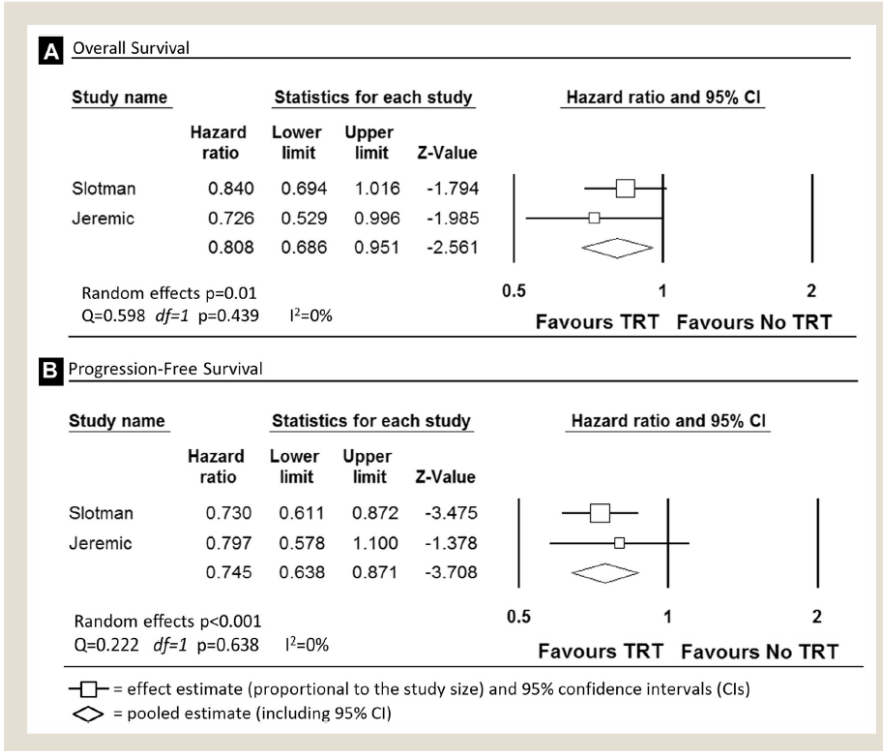 A Overall Survival
Study name Statistics for each study Hazard ratio and 95% CI
Hazard ratio Lower limit Upper limit Z-Value
Slotman 0.840 0.694 1.016 -1.794
Jeremic 0.726 0.529 0.996 -1.985
0.808 0.686 0.951 -2.561
Random effects p=0.01
Q=0.598 df=1 p=0.439 I²=0%
0.5 1 2
Favours TRT Favours No TRT
B Progression-Free Survival
Study name Statistics for each study Hazard ratio and 95% CI
Hazard ratio Lower limit Upper limit Z-Value
Slotman 0.730 0.611 0.872 -3.475
Jeremic 0.797 0.578 1.100 -1.378
0.745 0.638 0.871 -3.708
Random effects p<0.001
Q=0.222 df=1 p=0.638 I²=0%
0.5 1 2
Favours TRT Favours No TRT
= effect estimate (proportional to the study size) and 95% confidence intervals (CIs)
= pooled estimate (including 95% CI)